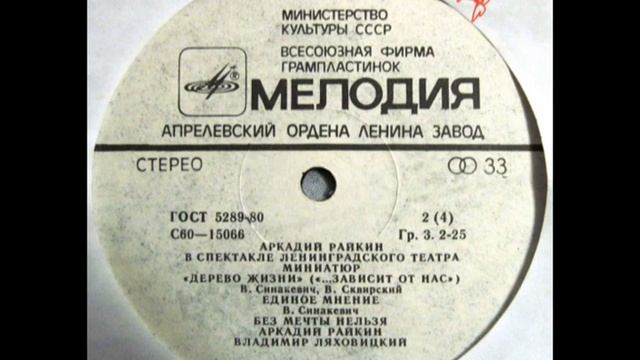 МИНИСТЕРСТВО
КУЛЬТУРЫ СССР
ВСЕСОЮЗНАЯ ФИРМА
ГРАМПЛАСТИНОК
МЕЛОДИЯ
АПРЕЛЕВСКИЙ ОРДЕНА ЛЕНИНА ЗАВОД
СТЕРЕО 33
ГОСТ 5289-80 2 (4)
С60—15066 Гр. 3. 2-25
АРКАДИЙ РАЙКИН
В СПЕКТАКЛЕ ЛЕНИНГРАДСКОГО ТЕАТРА
МИНИАТЮР
«ДЕРЕВО ЖИЗНИ» («...ЗАВИСИТ ОТ НАС»)
В. Синакевич, В. Сквирский
ЕДИНОЕ МНЕНИЕ
В. Синакевич
БЕЗ МЕЧТЫ НЕЛЬЗЯ
АРКАДИЙ РАЙКИН
ВЛАДИМИР ЛЯХОВИЦКИЙ